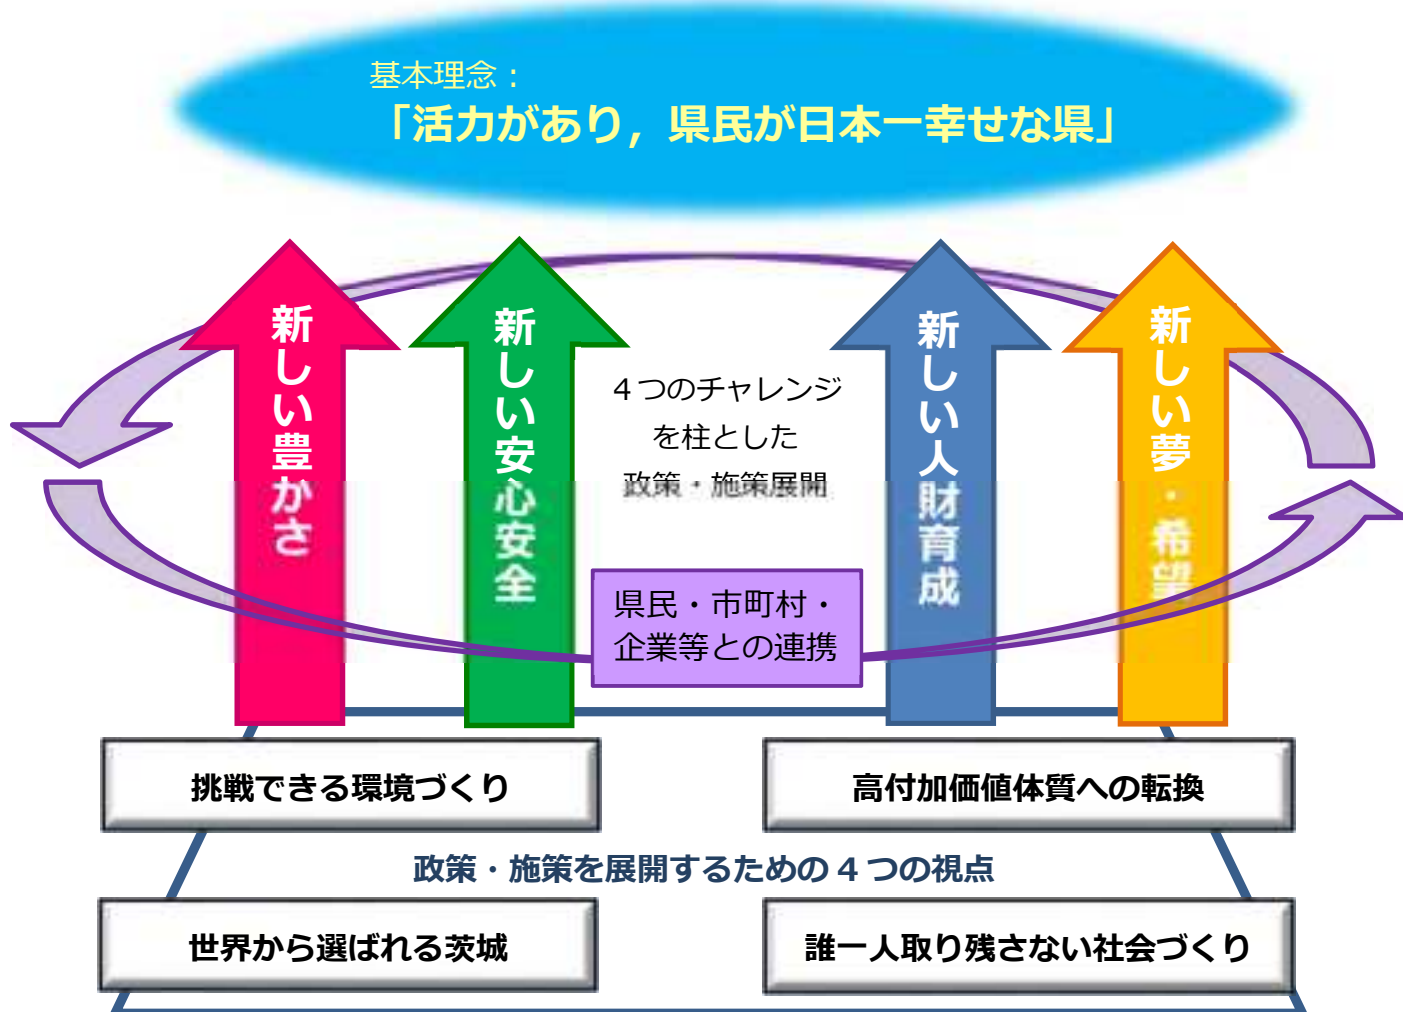 基本理念：
「活力があり，県民が日本一幸せな県」
新しい豊かさ
新しい安心安全
４つのチャレンジ
を柱とした
政策・施策展開
新しい人財育成
新しい夢・希望
県民・市町村・
企業等との連携
挑戦できる環境づくり
高付加価値体質への転換
政策・施策を展開するための４つの視点
世界から選ばれる茨城
誰一人取り残さない社会づくり